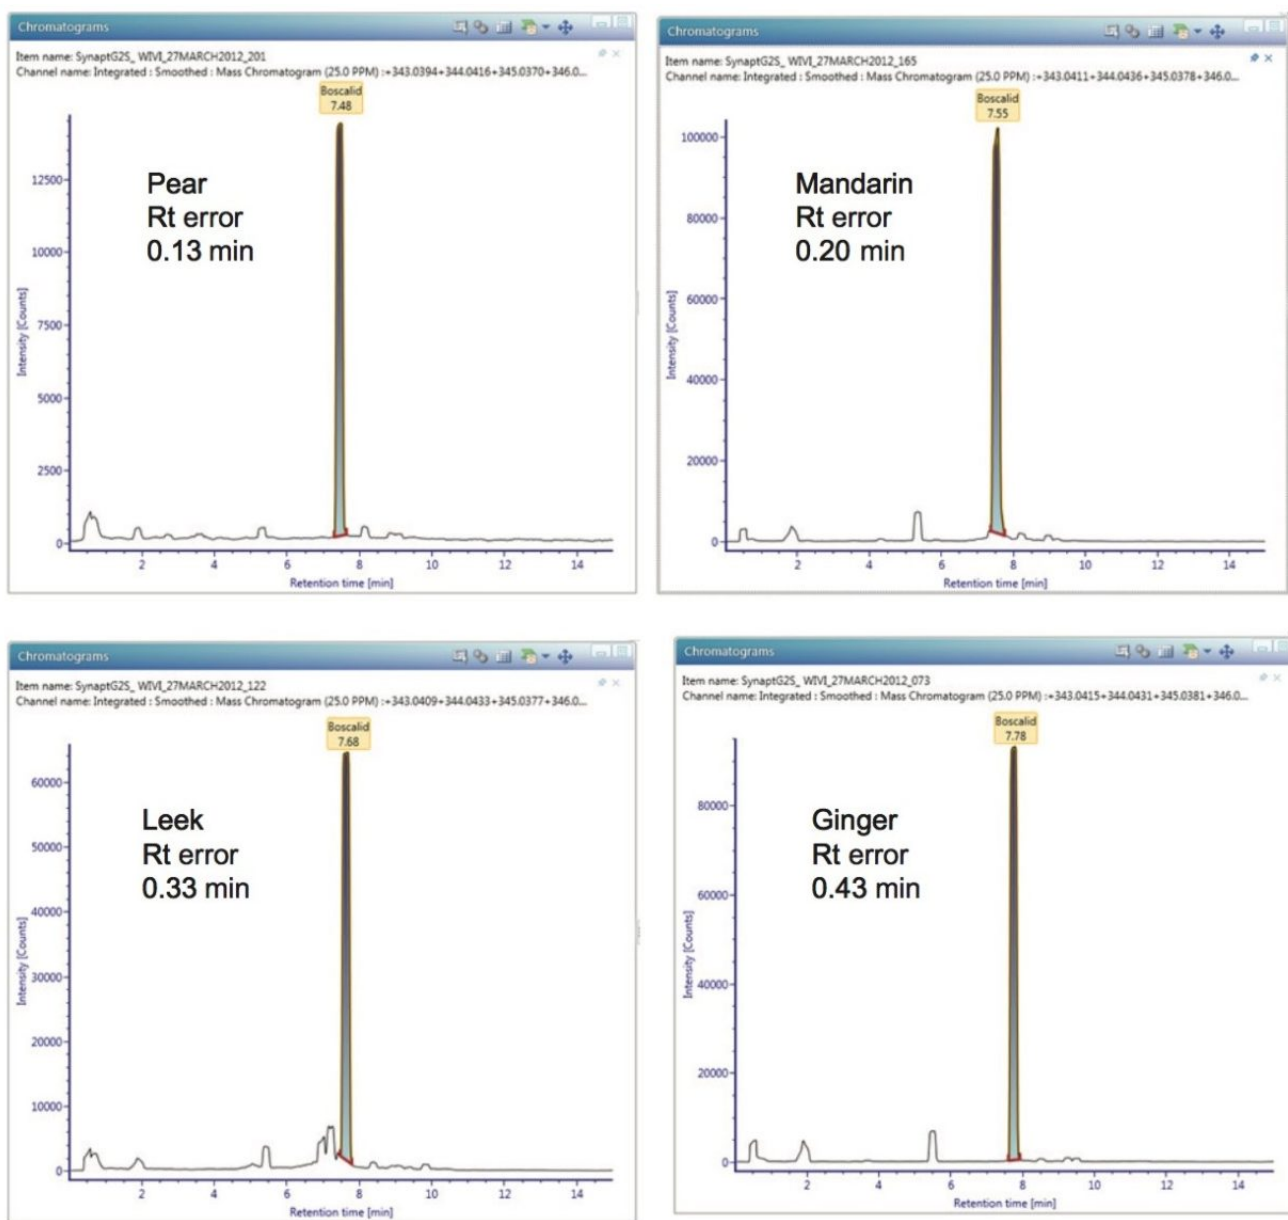 Chromatograms
Item name: SynaptG2S_ WIVI_27MARCH2012_201
Channel name: Integrated : Smoothed : Mass Chromatogram (25.0 PPM) :+343.0394+344.0416+345.0370+346.0...
Boscalid
7.48
Pear
Rt error
0.13 min
Intensity [Counts]
12500
10000
7500
5000
2500
0
2 4 6 8 10 12 14
Retention time [min]
Chromatograms
Item name: SynaptG2S_ WIVI_27MARCH2012_165
Channel name: Integrated : Smoothed : Mass Chromatogram (25.0 PPM) :+343.0411+344.0436+345.0378+346.0...
Boscalid
7.55
Mandarin
Rt error
0.20 min
Intensity [Counts]
100000
80000
60000
40000
20000
0
2 4 6 8 10 12 14
Retention time [min]
Chromatograms
Item name: SynaptG2S_ WIVI_27MARCH2012_122
Channel name: Integrated : Smoothed : Mass Chromatogram (25.0 PPM) :+343.0409+344.0433+345.0377+346.0...
Boscalid
7.68
Leek
Rt error
0.33 min
Intensity [Counts]
60000
50000
40000
30000
20000
10000
0
2 4 6 8 10 12 14
Retention time [min]
Chromatograms
Item name: SynaptG2S_ WIVI_27MARCH2012_073
Channel name: Integrated : Smoothed : Mass Chromatogram (25.0 PPM) :+343.0415+344.0431+345.0381+346.0...
Boscalid
7.78
Ginger
Rt error
0.43 min
Intensity [Counts]
80000
60000
40000
20000
0
2 4 6 8 10 12 14
Retention time [min]